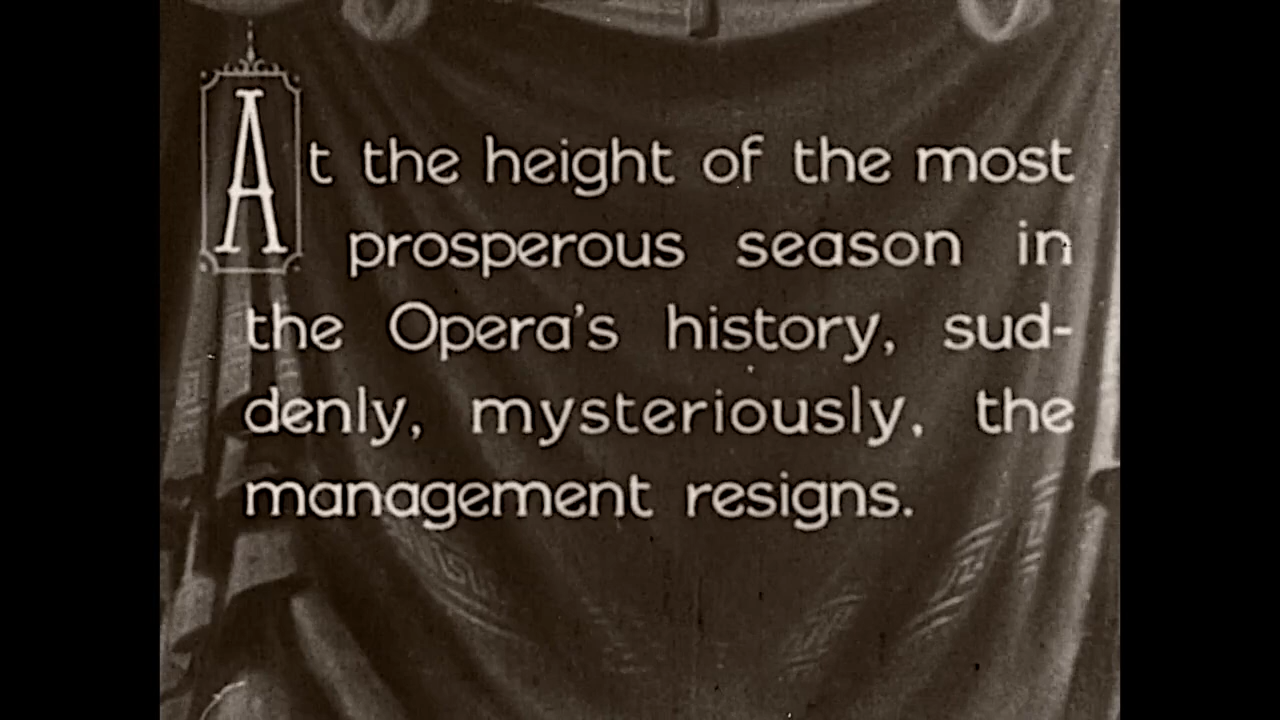 At the height of the most
prosperous season in
the Opera's history, sud-
denly, mysteriously, the
management resigns.